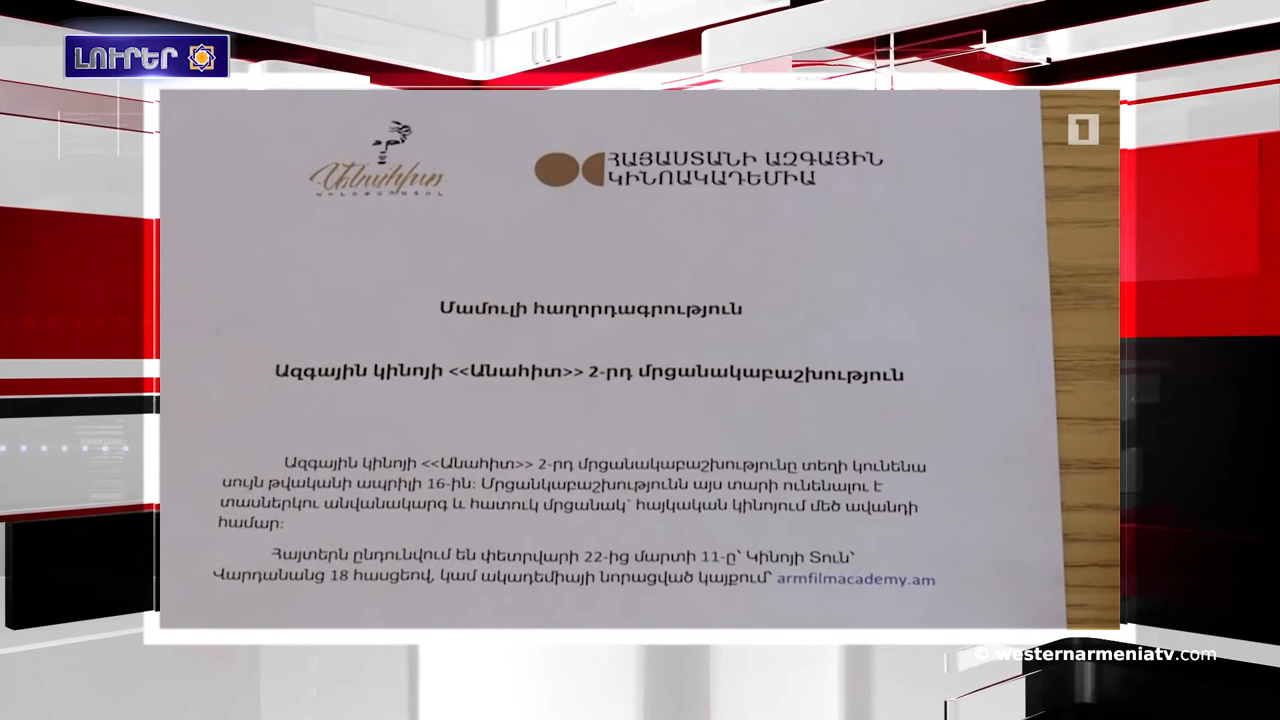 ԼՈՒՐԵՐ
1
Անահիտ
ՀԱՅԱՍՏԱՆԻ ԱԶԳԱՅԻՆ
ԿԻՆՈԱԿԱԴԵՄԻԱ
Մամուլի հաղորդագրություն
Ազգային կինոյի <<Անահիտ>> 2-րդ մրցանակաբաշխություն
Ազգային կինոյի <<Անահիտ>> 2-րդ մրցանակաբաշխությունը տեղի կունենա
սույն թվականի ապրիլի 16-ին: Մրցանկաբաշխությունն այս տարի ունենալու է
տասներկու անվանակարգ և հատուկ մրցանակ՝ հայկական կինոյում մեծ ավանդի
համար:
Հայտերն ընդունվում են փետրվարի 22-ից մարտի 11-ը՝ Կինոյի Տուն՝
Վարդանանց 18 հասցեով, կամ ակադեմիայի նորացված կայքում՝ armfilmacademy.am
© westernarmeniatv.com